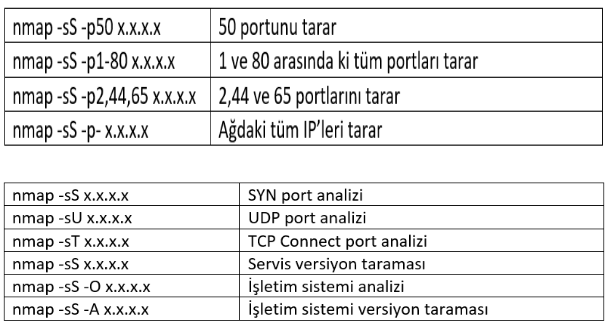 nmap -sS -p50 x.x.x.x 50 portunu tarar
nmap -sS -p1-80 x.x.x.x 1 ve 80 arasında ki tüm portları tarar
nmap -sS -p2,44,65 x.x.x.x 2,44 ve 65 portlarını tarar
nmap -sS -p- x.x.x.x Ağdaki tüm IP’leri tarar
nmap -sS x.x.x.x SYN port analizi
nmap -sU x.x.x.x UDP port analizi
nmap -sT x.x.x.x TCP Connect port analizi
nmap -sS x.x.x.x Servis versiyon taraması
nmap -sS -O x.x.x.x İşletim sistemi analizi
nmap -sS -A x.x.x.x İşletim sistemi versiyon taraması